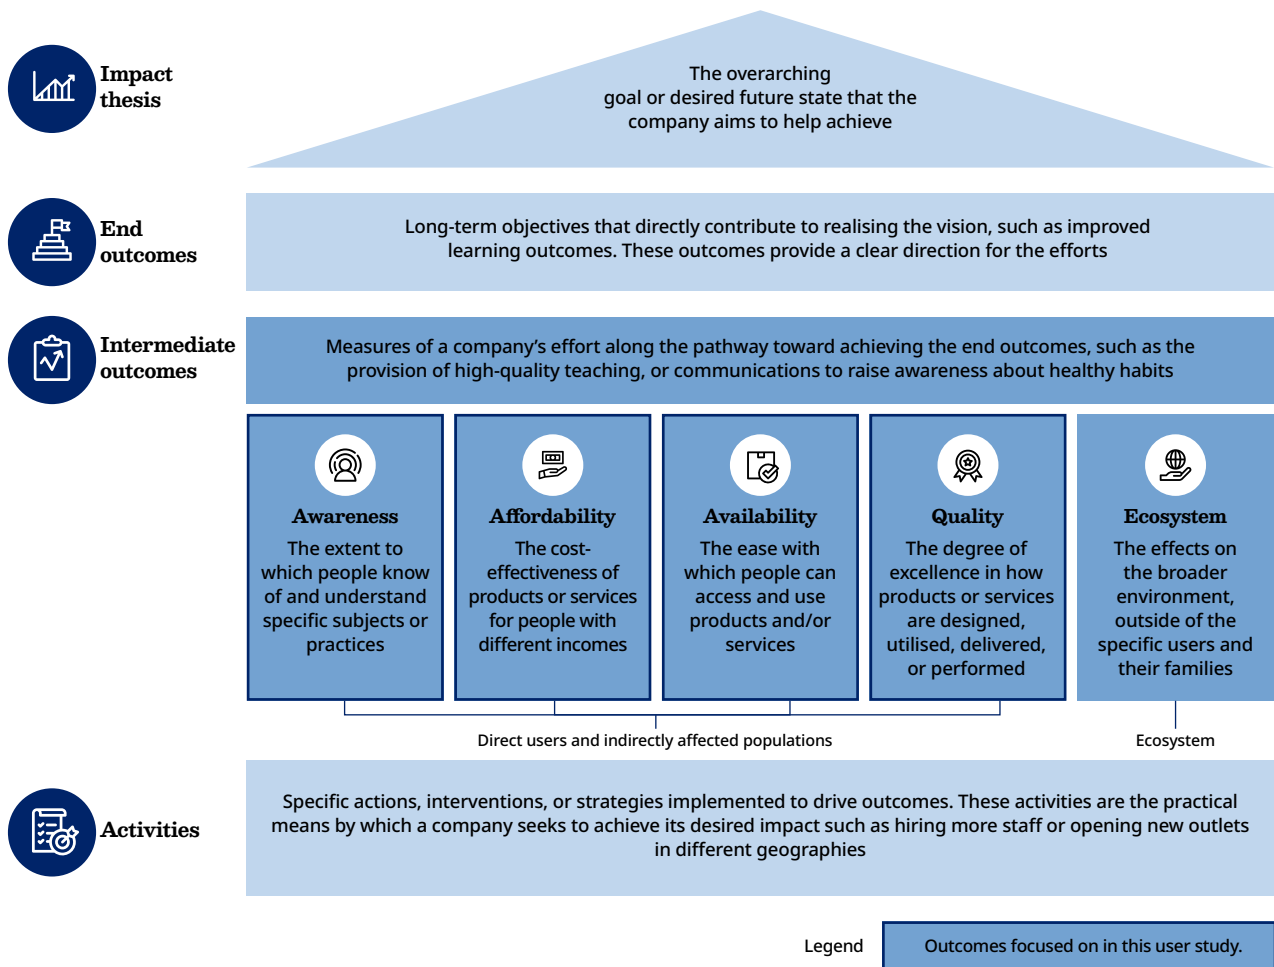 Impact
thesis
The overarching
goal or desired future state that the
company aims to help achieve
End
outcomes
Long-term objectives that directly contribute to realising the vision, such as improved
learning outcomes. These outcomes provide a clear direction for the efforts
Intermediate
outcomes
Measures of a company’s effort along the pathway toward achieving the end outcomes, such as the
provision of high-quality teaching, or communications to raise awareness about healthy habits
Awareness
The extent to
which people know
of and understand
specific subjects or
practices
Affordability
The cost-
effectiveness of
products or services
for people with
different incomes
Availability
The ease with
which people can
access and use
products and/or
services
Quality
The degree of
excellence in how
products or services
are designed,
utilised, delivered,
or performed
Ecosystem
The effects on
the broader
environment,
outside of the
specific users and
their families
Direct users and indirectly affected populations
Ecosystem
Activities
Specific actions, interventions, or strategies implemented to drive outcomes. These activities are the practical
means by which a company seeks to achieve its desired impact such as hiring more staff or opening new outlets
in different geographies
Legend
Outcomes focused on in this user study.